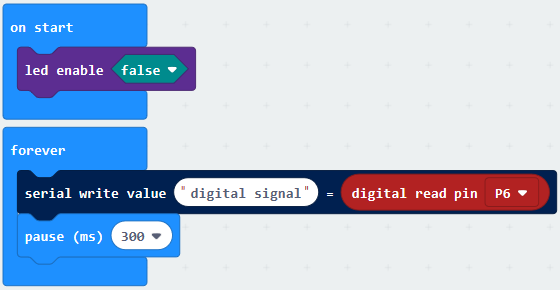 on start
led enable false
forever
serial write value "digital signal" = digital read pin P6
pause (ms) 300